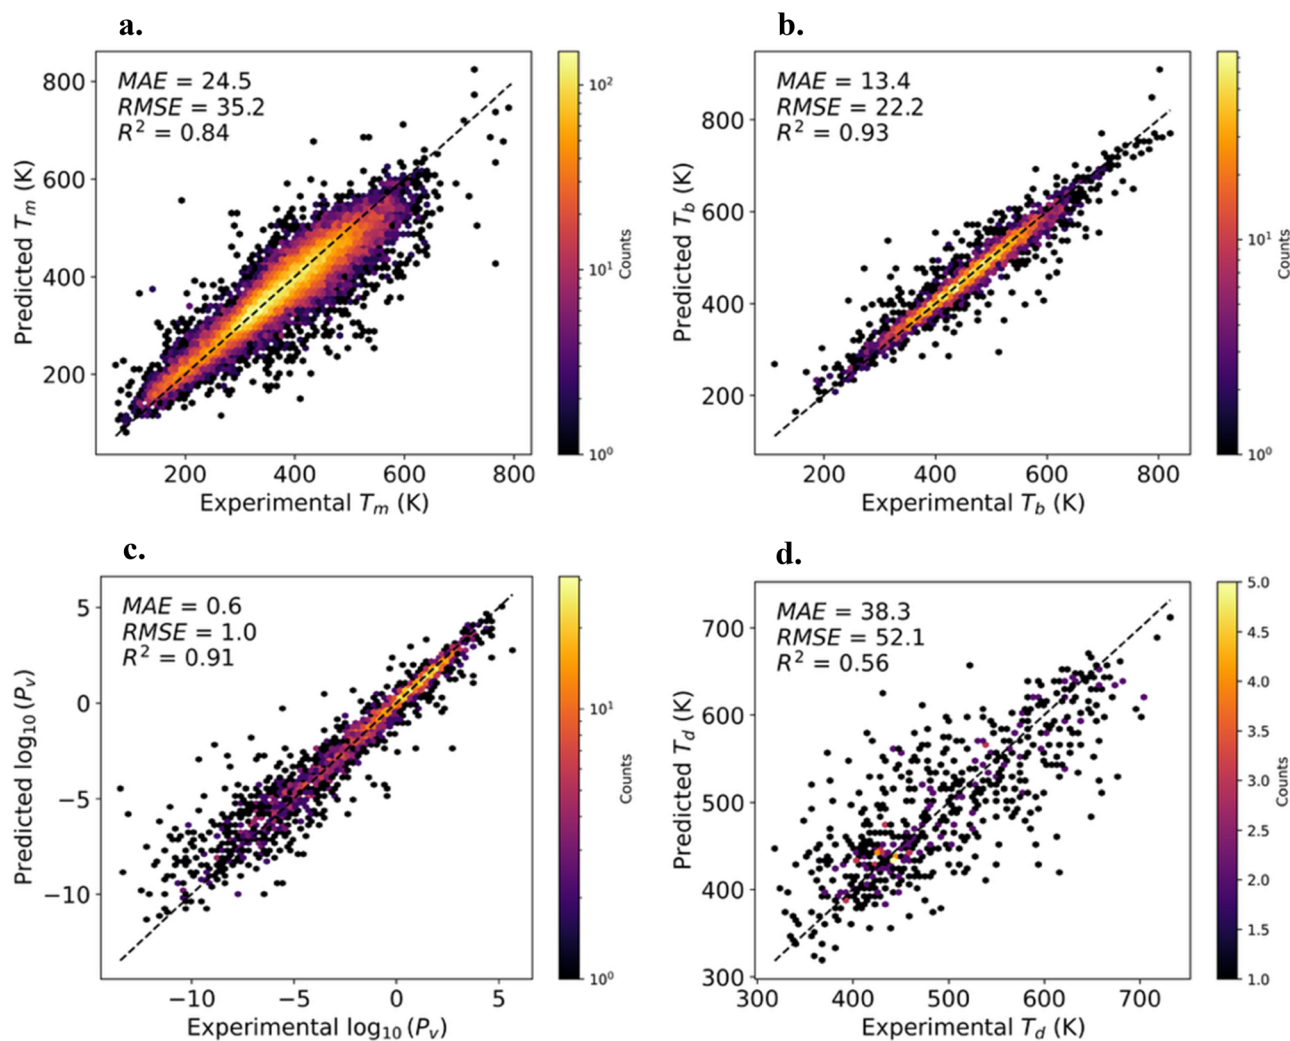 a.
MAE = 24.5
RMSE = 35.2
R² = 0.84
800
600
400
200
Predicted Tₘ (K)
200 400 600 800
Experimental Tₘ (K)
10²
10¹
10⁰
Counts
b.
MAE = 13.4
RMSE = 22.2
R² = 0.93
800
600
400
200
Predicted T_b (K)
200 400 600 800
Experimental T_b (K)
10¹
10⁰
Counts
c.
MAE = 0.6
RMSE = 1.0
R² = 0.91
5
0
−5
−10
Predicted log₁₀ (Pᵥ)
−10 −5 0 5
Experimental log₁₀ (Pᵥ)
10¹
10⁰
Counts
d.
MAE = 38.3
RMSE = 52.1
R² = 0.56
700
600
500
400
300
Predicted T_d (K)
300 400 500 600 700
Experimental T_d (K)
5.0
4.5
4.0
3.5
3.0
2.5
2.0
1.5
1.0
Counts